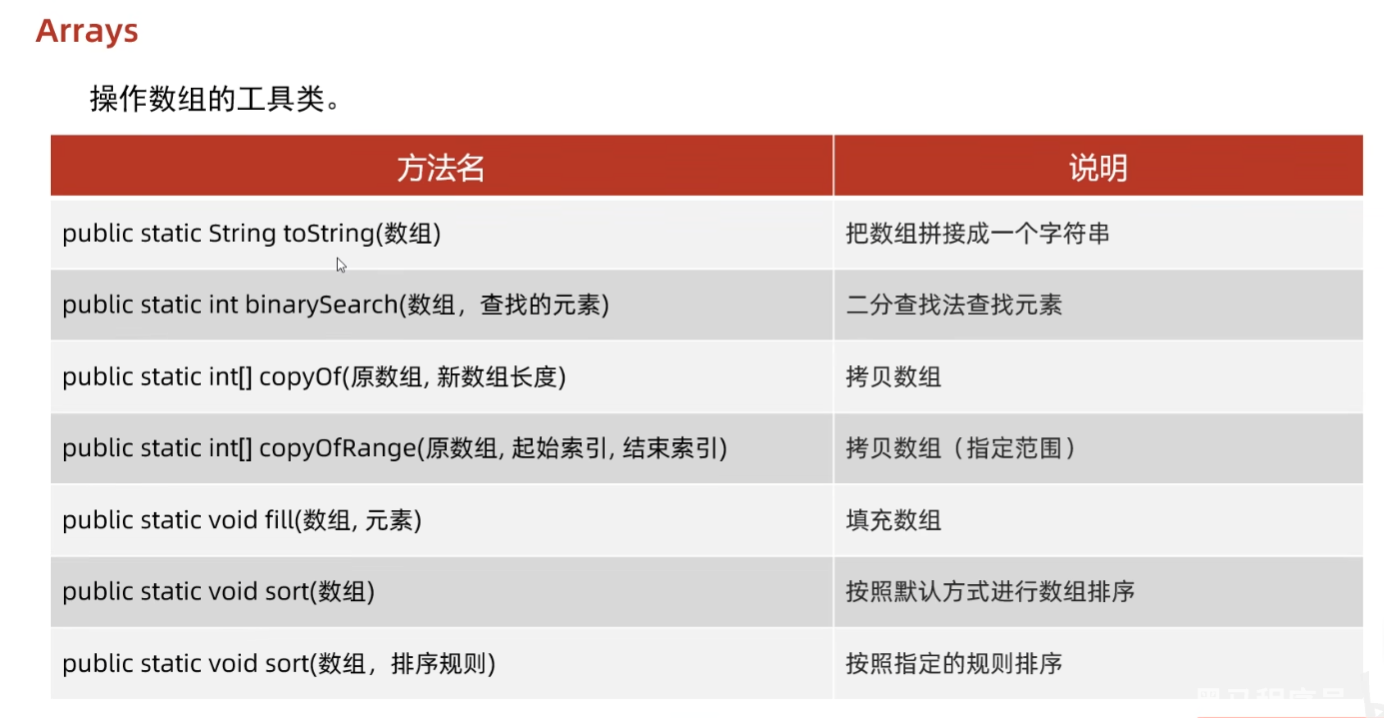 Arrays
操作数组的工具类。
方法名 说明
public static String toString(数组) 把数组拼接成一个字符串
public static int binarySearch(数组，查找的元素) 二分查找法查找元素
public static int[] copyOf(原数组, 新数组长度) 拷贝数组
public static int[] copyOfRange(原数组, 起始索引, 结束索引) 拷贝数组（指定范围）
public static void fill(数组, 元素) 填充数组
public static void sort(数组) 按照默认方式进行数组排序
public static void sort(数组，排序规则) 按照指定的规则排序